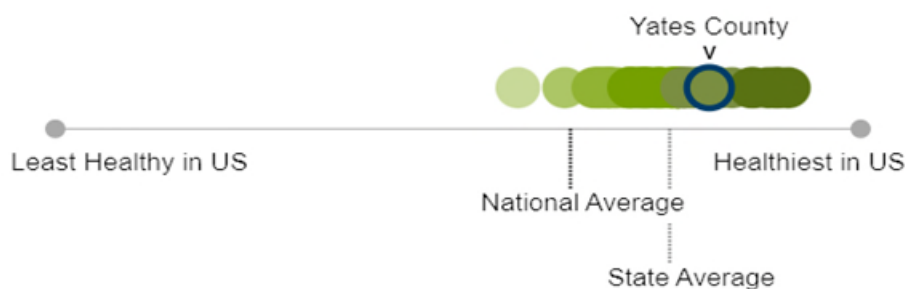 Yates County
v
Least Healthy in US
Healthiest in US
National Average
State Average